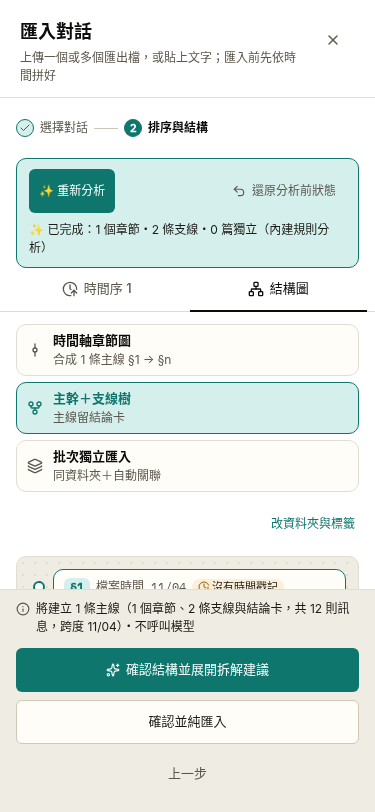 匯入對話
上傳一個或多個匯出檔，或貼上文字；匯入前先依時
間拼好
選擇對話
2 排序與結構
✨ 重新分析
還原分析前狀態
✨ 已完成：1 個章節・2 條支線・0 篇獨立（內建規則分
析）
時間序 1
結構圖
時間軸章節圖
合成 1 條主線 §1 → §n
主幹＋支線樹
主線留結論卡
批次獨立匯入
同資料夾＋自動關聯
改資料夾與標籤
§1 檔案時間 11/04 沒有時間戳記
將建立 1 條主線（1 個章節、2 條支線與結論卡，共 12 則訊
息，跨度 11/04）・不呼叫模型
確認結構並展開拆解建議
確認並純匯入
上一步